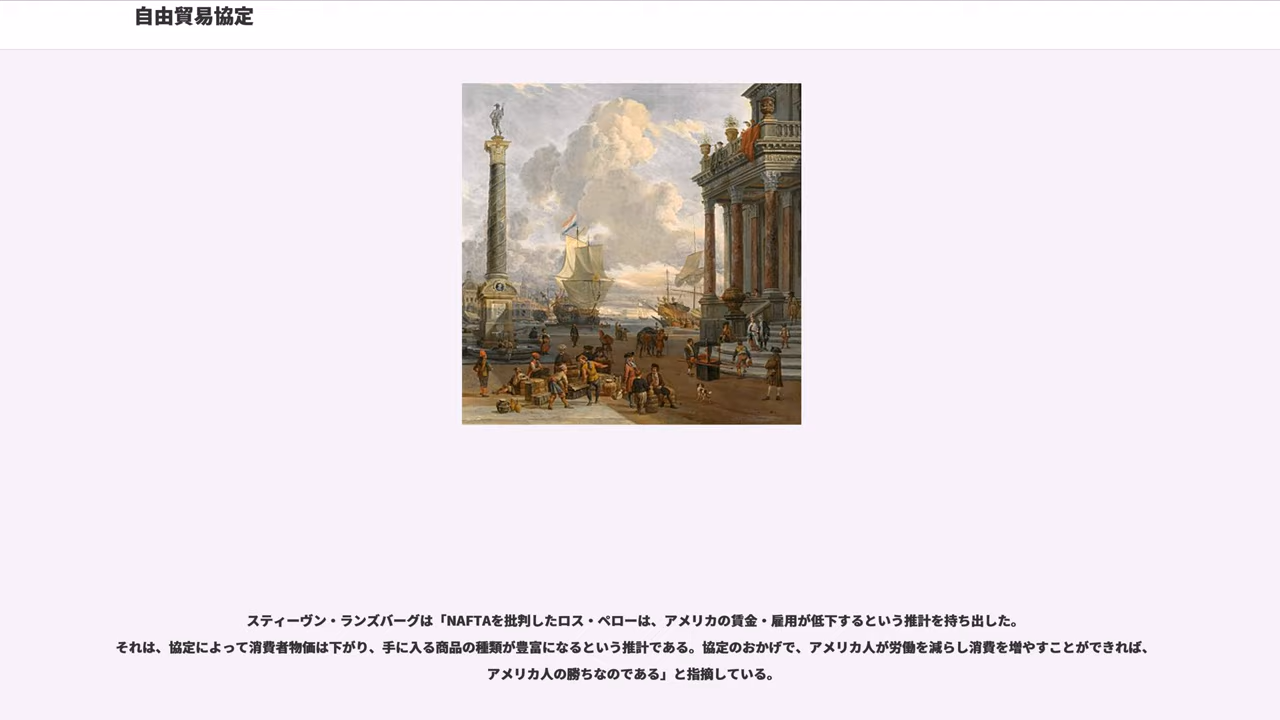 自由貿易協定
スティーヴン・ランズバーグは「NAFTAを批判したロス・ペローは、アメリカの賃金・雇用が低下するという推計を持ち出した。
それは、協定によって消費者物価は下がり、手に入る商品の種類が豊富になるという推計である。協定のおかげで、アメリカ人が労働を減らし消費を増やすことができれば、
アメリカ人の勝ちなのである」と指摘している。